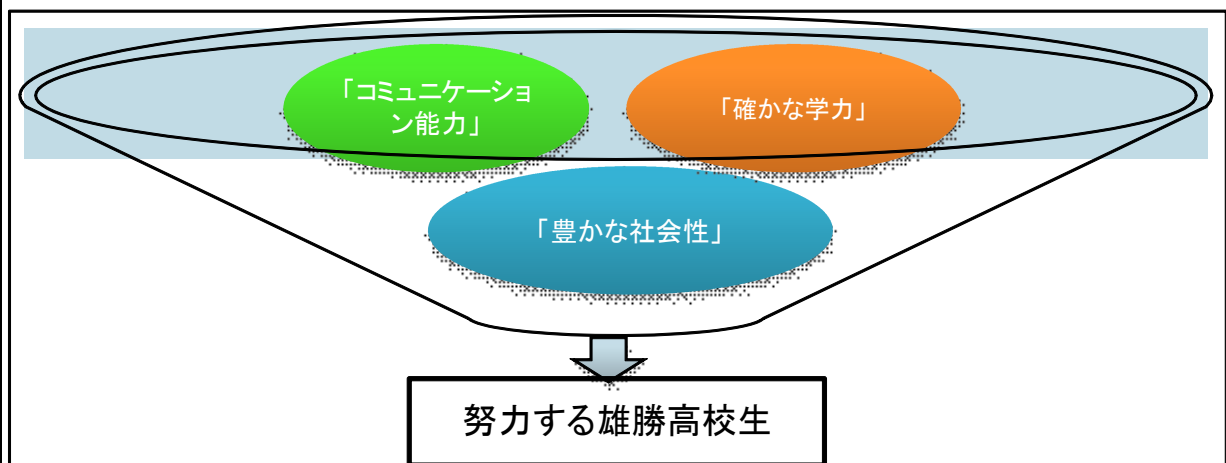 「コミュニケーショ
ン能力」
「確かな学力」
「豊かな社会性」
努力する雄勝高校生